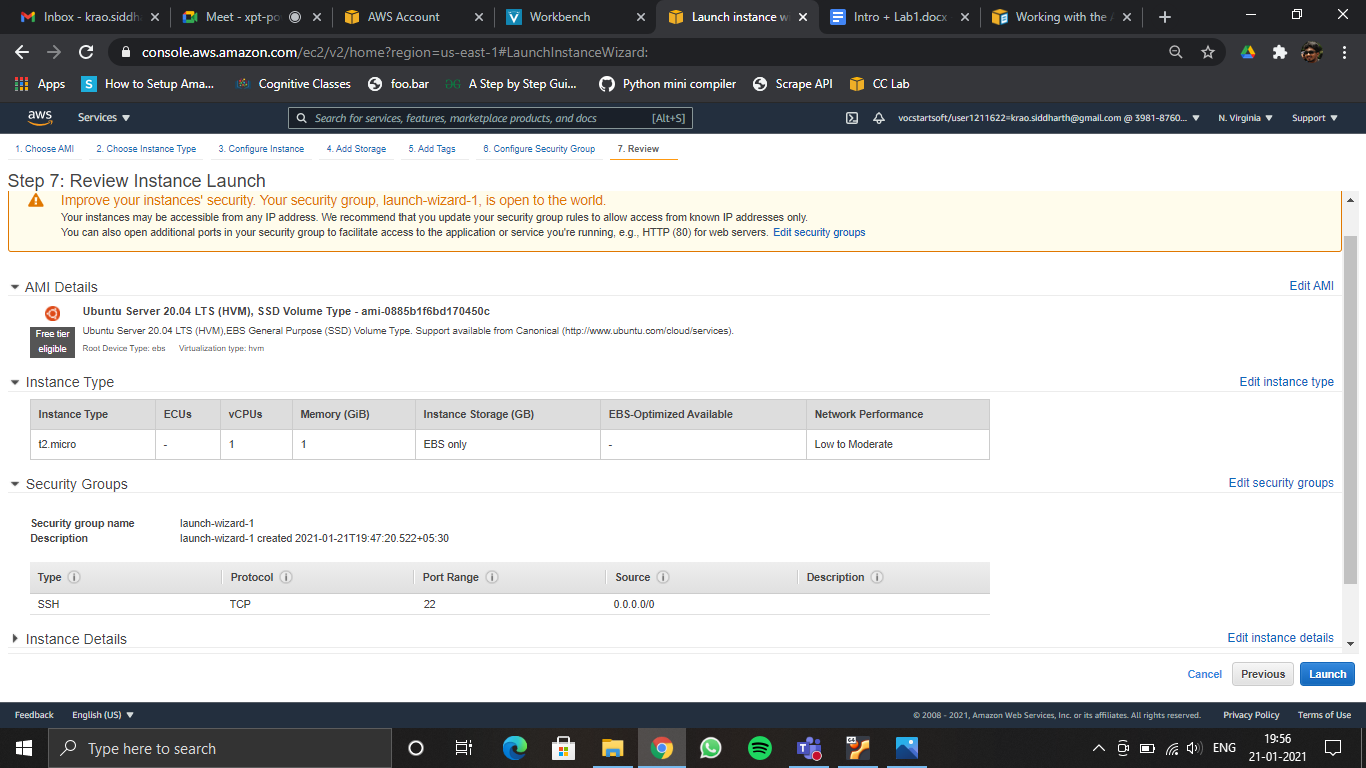 Inbox - krao.siddh
Meet - xpt-po
AWS Account
Workbench
Launch instance w
Intro + Lab1.docx
Working with the A
console.aws.amazon.com/ec2/v2/home?region=us-east-1#LaunchInstanceWizard:
Apps
S How to Setup Ama...
Cognitive Classes
foo.bar
A Step by Step Gui...
Python mini compiler
Scrape API
CC Lab
aws
Services
Search for services, features, marketplace products, and docs [Alt+S]
vocstartsoft/user1211622=krao.siddharth@gmail.com @ 3981-8760...
N. Virginia
Support
1. Choose AMI
2. Choose Instance Type
3. Configure Instance
4. Add Storage
5. Add Tags
6. Configure Security Group
7. Review
Step 7: Review Instance Launch
Improve your instances' security. Your security group, launch-wizard-1, is open to the world.
Your instances may be accessible from any IP address. We recommend that you update your security group rules to allow access from known IP addresses only.
You can also open additional ports in your security group to facilitate access to the application or service you're running, e.g., HTTP (80) for web servers. Edit security groups
AMI Details
Edit AMI
Ubuntu Server 20.04 LTS (HVM), SSD Volume Type - ami-0885b1f6bd170450c
Free tier
eligible
Ubuntu Server 20.04 LTS (HVM),EBS General Purpose (SSD) Volume Type. Support available from Canonical (http://www.ubuntu.com/cloud/services).
Root Device Type: ebs Virtualization type: hvm
Instance Type
Edit instance type
Instance Type ECUs vCPUs Memory (GiB) Instance Storage (GB) EBS-Optimized Available Network Performance
t2.micro - 1 1 EBS only - Low to Moderate
Security Groups
Edit security groups
Security group name launch-wizard-1
Description launch-wizard-1 created 2021-01-21T19:47:20.522+05:30
Type Protocol Port Range Source Description
SSH TCP 22 0.0.0.0/0
Instance Details
Edit instance details
Cancel Previous Launch
Feedback English (US)
© 2008 - 2021, Amazon Web Services, Inc. or its affiliates. All rights reserved. Privacy Policy Terms of Use
Type here to search
ENG
19:56
21-01-2021